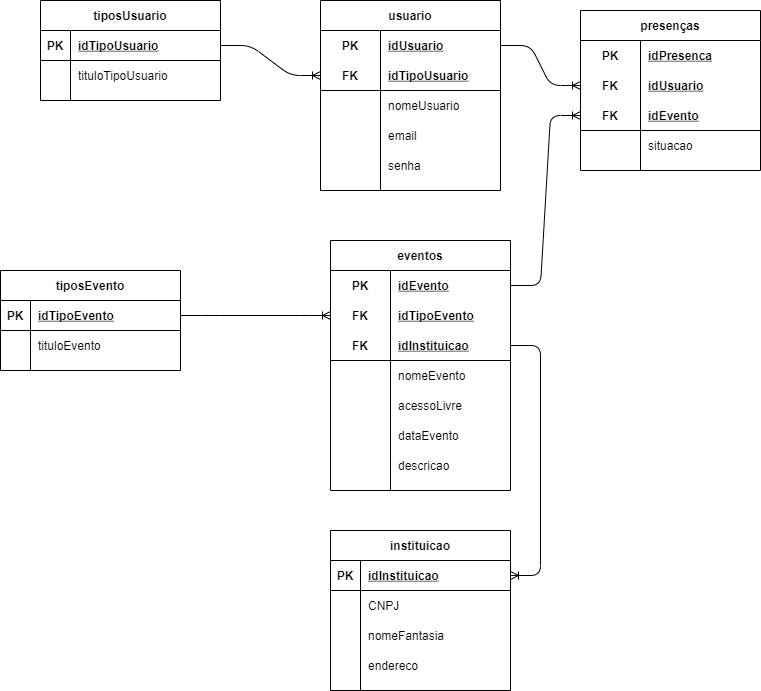 tiposUsuario
PK idTipoUsuario
tituloTipoUsuario
usuario
PK idUsuario
FK idTipoUsuario
nomeUsuario
email
senha
presenças
PK idPresenca
FK idUsuario
FK idEvento
situacao
tiposEvento
PK idTipoEvento
tituloEvento
eventos
PK idEvento
FK idTipoEvento
FK idInstituicao
nomeEvento
acessoLivre
dataEvento
descricao
instituicao
PK idInstituicao
CNPJ
nomeFantasia
endereco